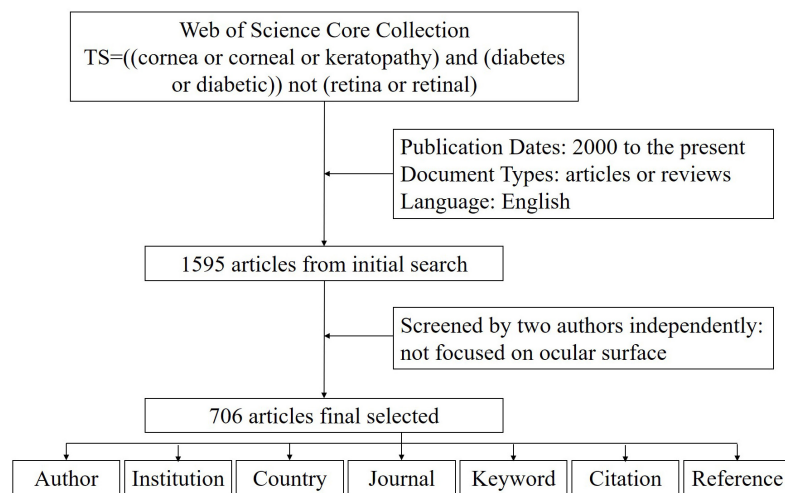 Web of Science Core Collection
TS=((cornea or corneal or keratopathy) and (diabetes
or diabetic)) not (retina or retinal)
Publication Dates: 2000 to the present
Document Types: articles or reviews
Language: English
1595 articles from initial search
Screened by two authors independently:
not focused on ocular surface
706 articles final selected
Author
Institution
Country
Journal
Keyword
Citation
Reference